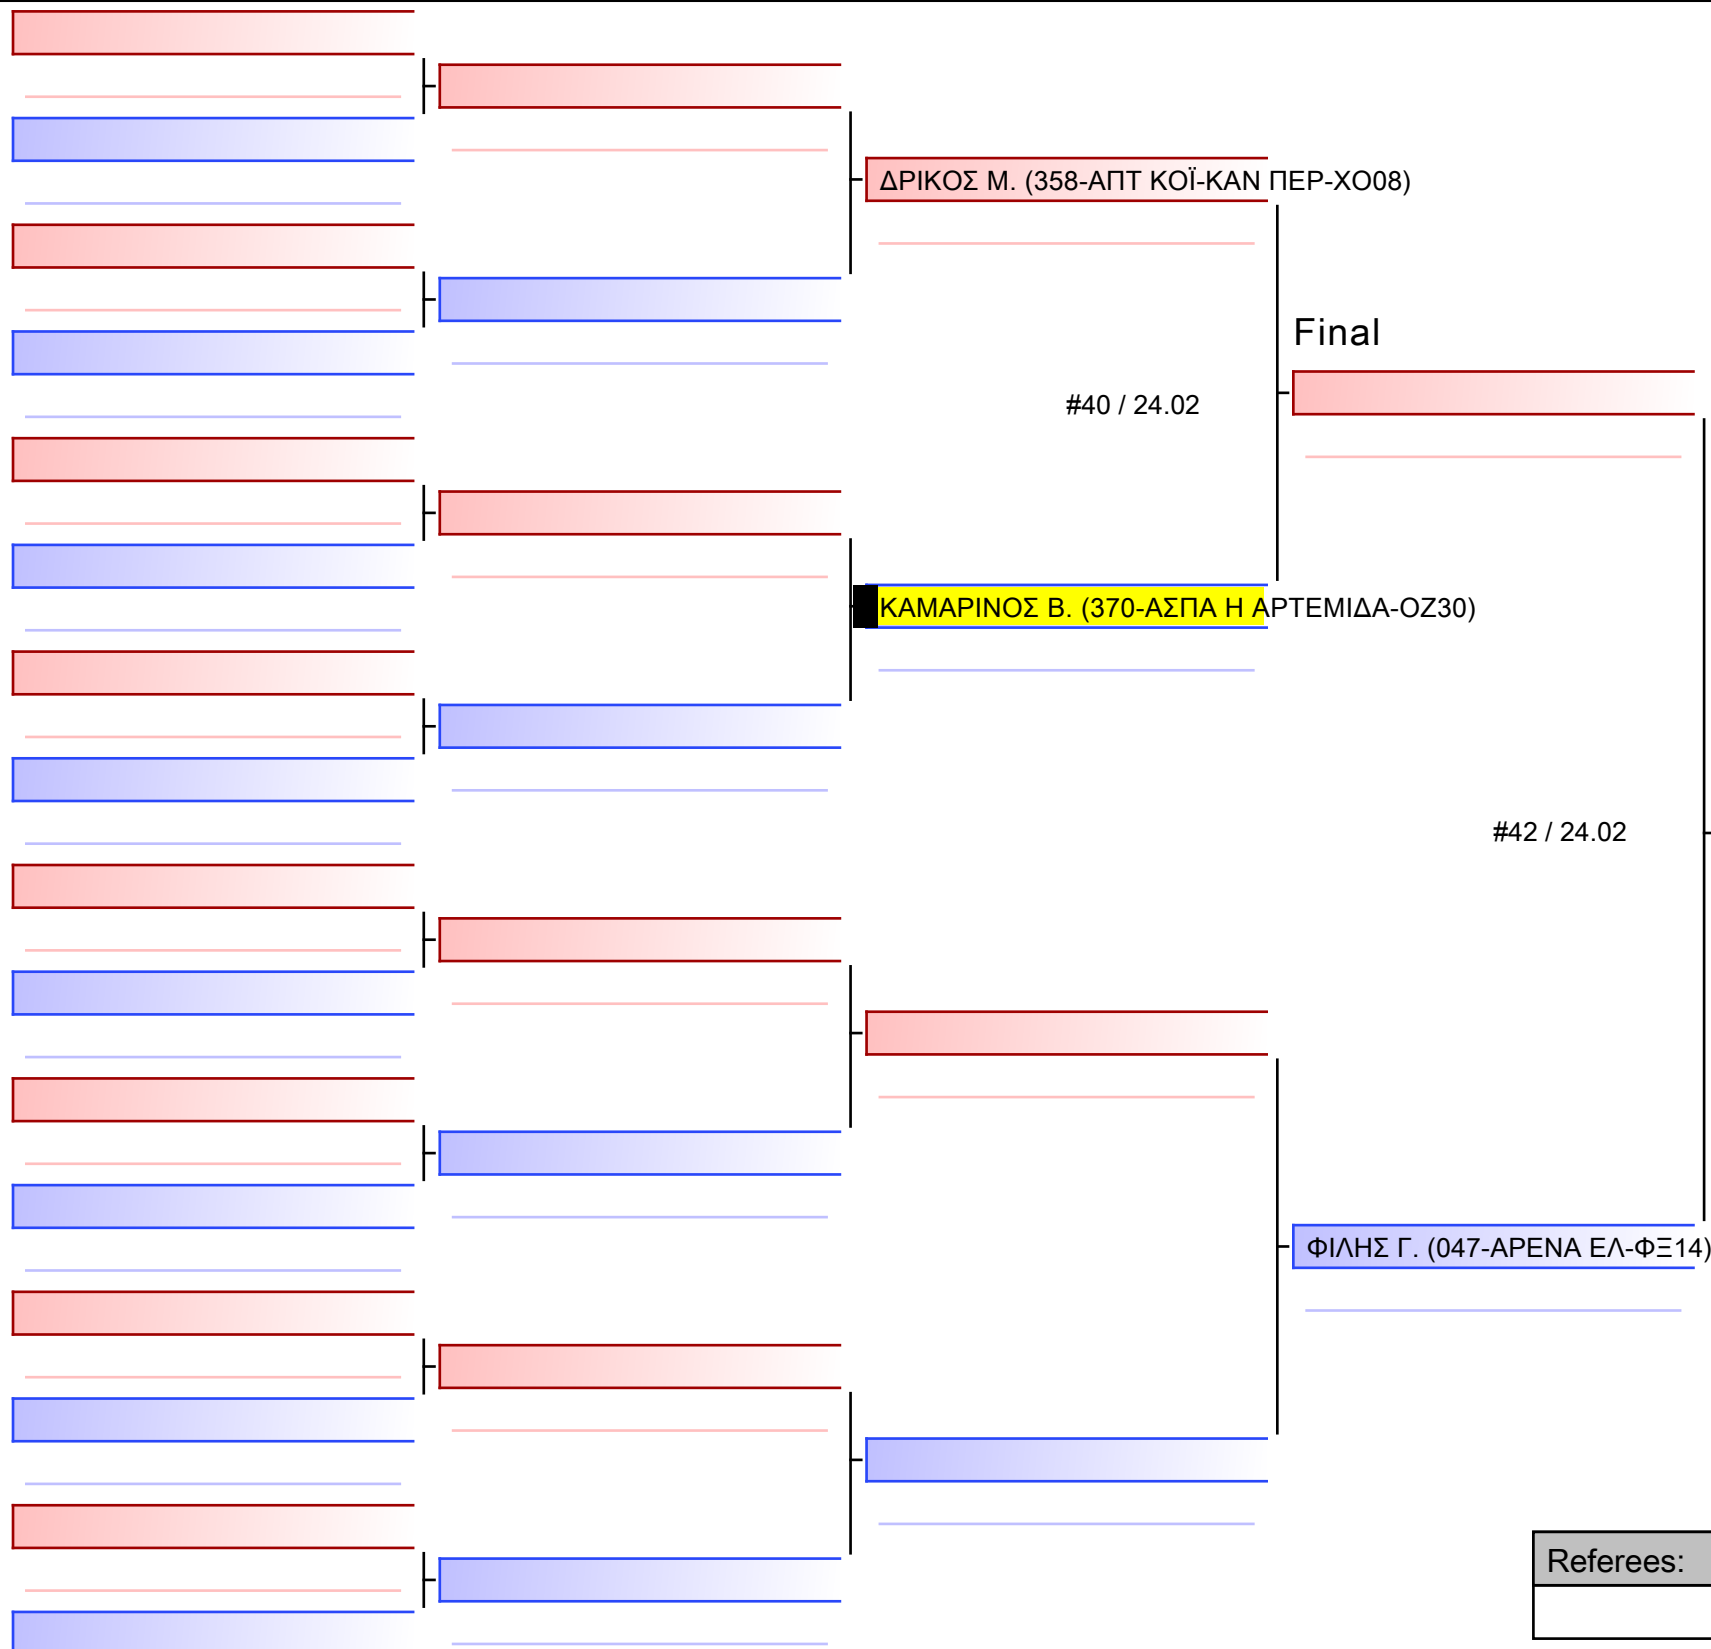 ΔΡΙΚΟΣ Μ. (358-ΑΠΤ ΚΟΪ-ΚΑΝ ΠΕΡ-ΧΟ08)
Final
#40 / 24.02
ΚΑΜΑΡΙΝΟΣ Β. (370-ΑΣΠΑ Η ΑΡΤΕΜΙΔΑ-ΟΖ30)
#42 / 24.02
ΦΙΛΗΣ Γ. (047-ΑΡΕΝΑ ΕΛ-ΦΞ14)
Referees: